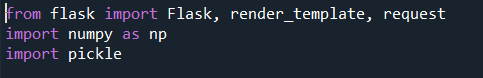 from flask import Flask, render_template, request
import numpy as np
import pickle